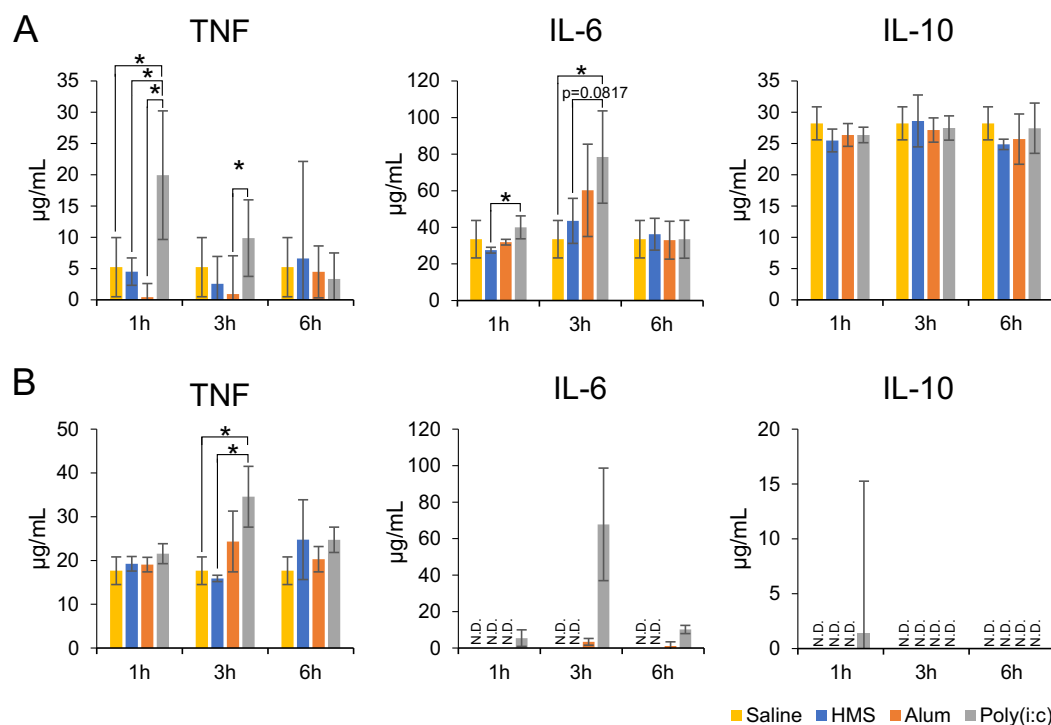 A
TNF
IL-6
IL-10
µg/mL
35
30
25
20
15
10
5
0
* * * *
1h 3h 6h
µg/mL
120
100
80
60
40
20
0
* *
p=0.0817
1h 3h 6h
µg/mL
35
30
25
20
15
10
5
0
1h 3h 6h
B
TNF
IL-6
IL-10
µg/mL
50
40
30
20
10
0
* *
1h 3h 6h
µg/mL
120
100
80
60
40
20
0
N.D. N.D. N.D. N.D. N.D. N.D. N.D.
1h 3h 6h
µg/mL
20
15
10
5
0
N.D. N.D. N.D. N.D. N.D. N.D. N.D. N.D. N.D. N.D. N.D.
1h 3h 6h
Saline HMS Alum Poly(i:c)